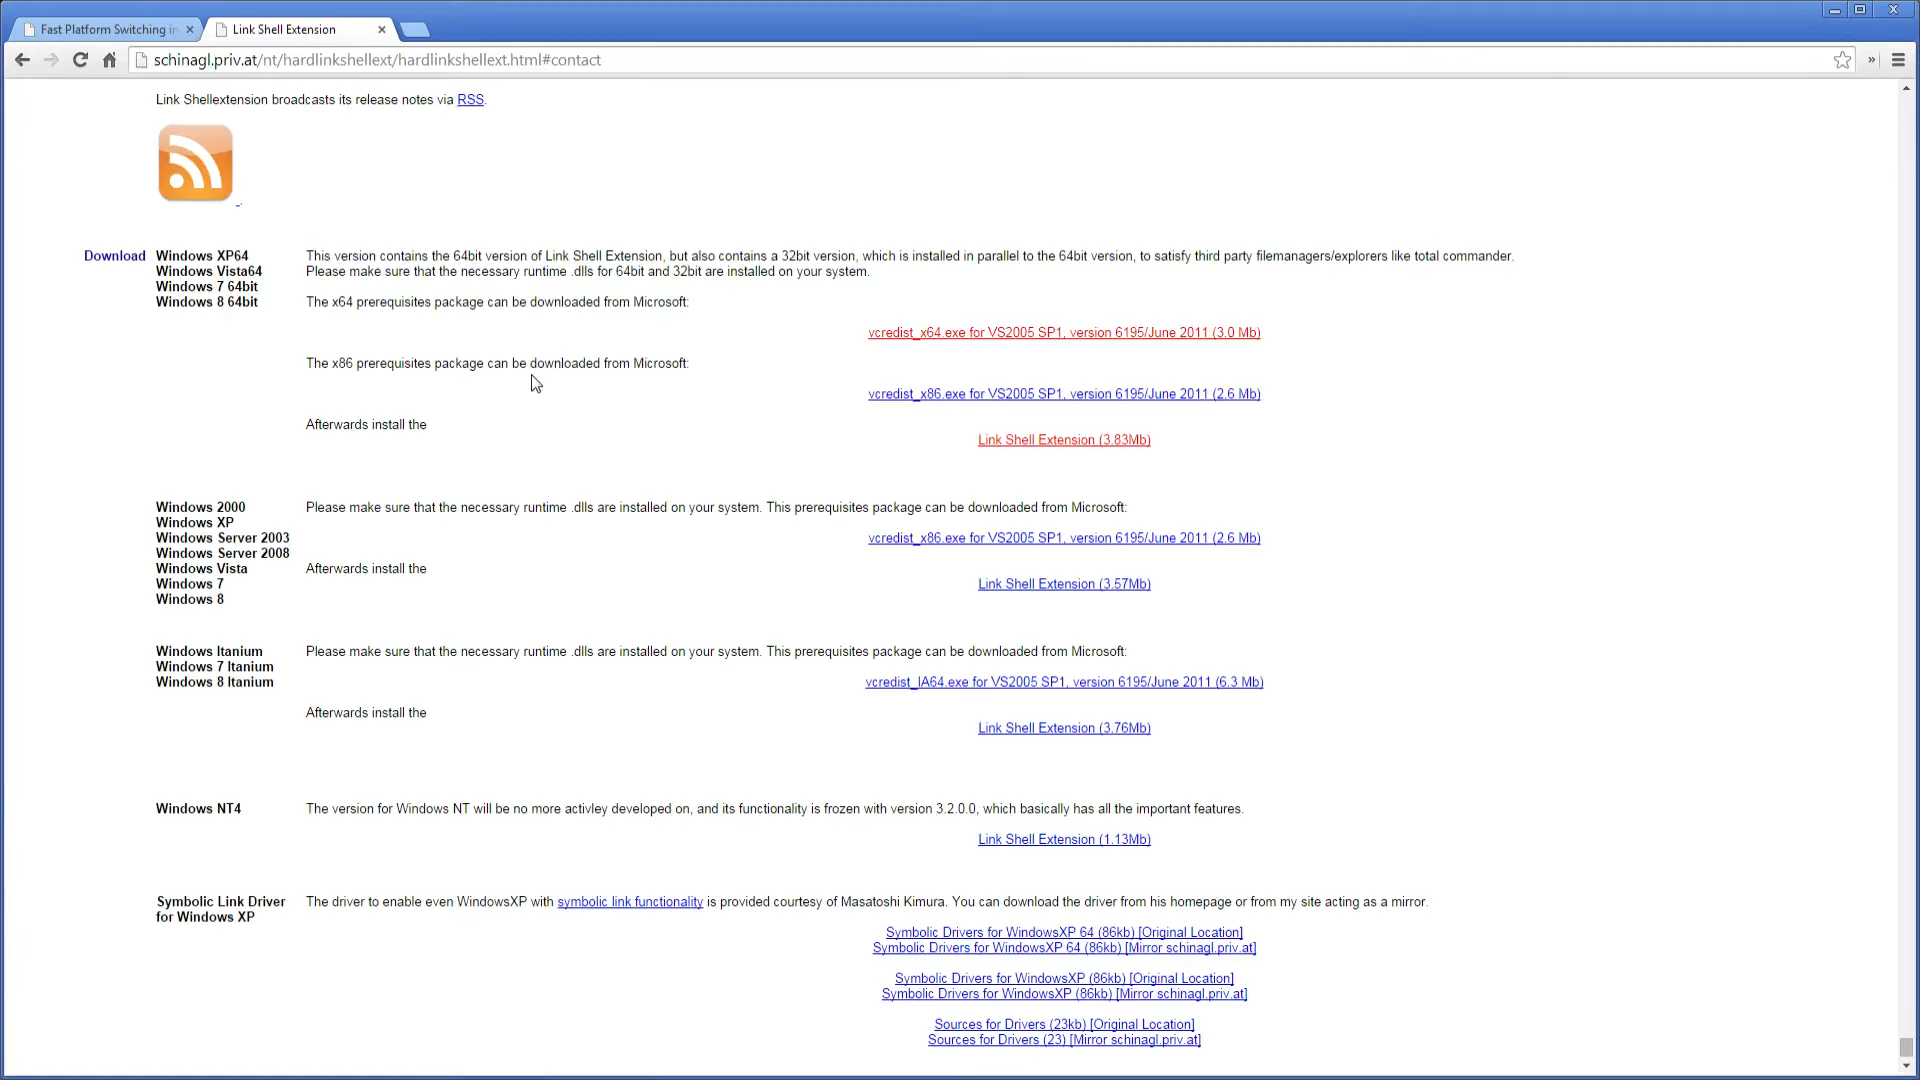 Fast Platform Switching in
Link Shell Extension
schinagl.priv.at/nt/hardlinkshellext/hardlinkshellext.html#contact
Link Shellextension broadcasts its release notes via RSS.
Download
Windows XP64
Windows Vista64
Windows 7 64bit
Windows 8 64bit
This version contains the 64bit version of Link Shell Extension, but also contains a 32bit version, which is installed in parallel to the 64bit version, to satisfy third party filemanagers/explorers like total commander.
Please make sure that the necessary runtime .dlls for 64bit and 32bit are installed on your system.
The x64 prerequisites package can be downloaded from Microsoft:
vcredist_x64.exe for VS2005 SP1, version 6195/June 2011 (3.0 Mb)
The x86 prerequisites package can be downloaded from Microsoft:
vcredist_x86.exe for VS2005 SP1, version 6195/June 2011 (2.6 Mb)
Afterwards install the
Link Shell Extension (3.83Mb)
Windows 2000
Windows XP
Windows Server 2003
Windows Server 2008
Windows Vista
Windows 7
Windows 8
Please make sure that the necessary runtime .dlls are installed on your system. This prerequisites package can be downloaded from Microsoft:
vcredist_x86.exe for VS2005 SP1, version 6195/June 2011 (2.6 Mb)
Afterwards install the
Link Shell Extension (3.57Mb)
Windows Itanium
Windows 7 Itanium
Windows 8 Itanium
Please make sure that the necessary runtime .dlls are installed on your system. This prerequisites package can be downloaded from Microsoft:
vcredist_IA64.exe for VS2005 SP1, version 6195/June 2011 (6.3 Mb)
Afterwards install the
Link Shell Extension (3.76Mb)
Windows NT4
The version for Windows NT will be no more activley developed on, and its functionality is frozen with version 3.2.0.0, which basically has all the important features.
Link Shell Extension (1.13Mb)
Symbolic Link Driver
for Windows XP
The driver to enable even WindowsXP with symbolic link functionality is provided courtesy of Masatoshi Kimura. You can download the driver from his homepage or from my site acting as a mirror.
Symbolic Drivers for WindowsXP 64 (86kb) [Original Location]
Symbolic Drivers for WindowsXP 64 (86kb) [Mirror schinagl.priv.at]
Symbolic Drivers for WindowsXP (86kb) [Original Location]
Symbolic Drivers for WindowsXP (86kb) [Mirror schinagl.priv.at]
Sources for Drivers (23kb) [Original Location]
Sources for Drivers (23) [Mirror schinagl.priv.at]